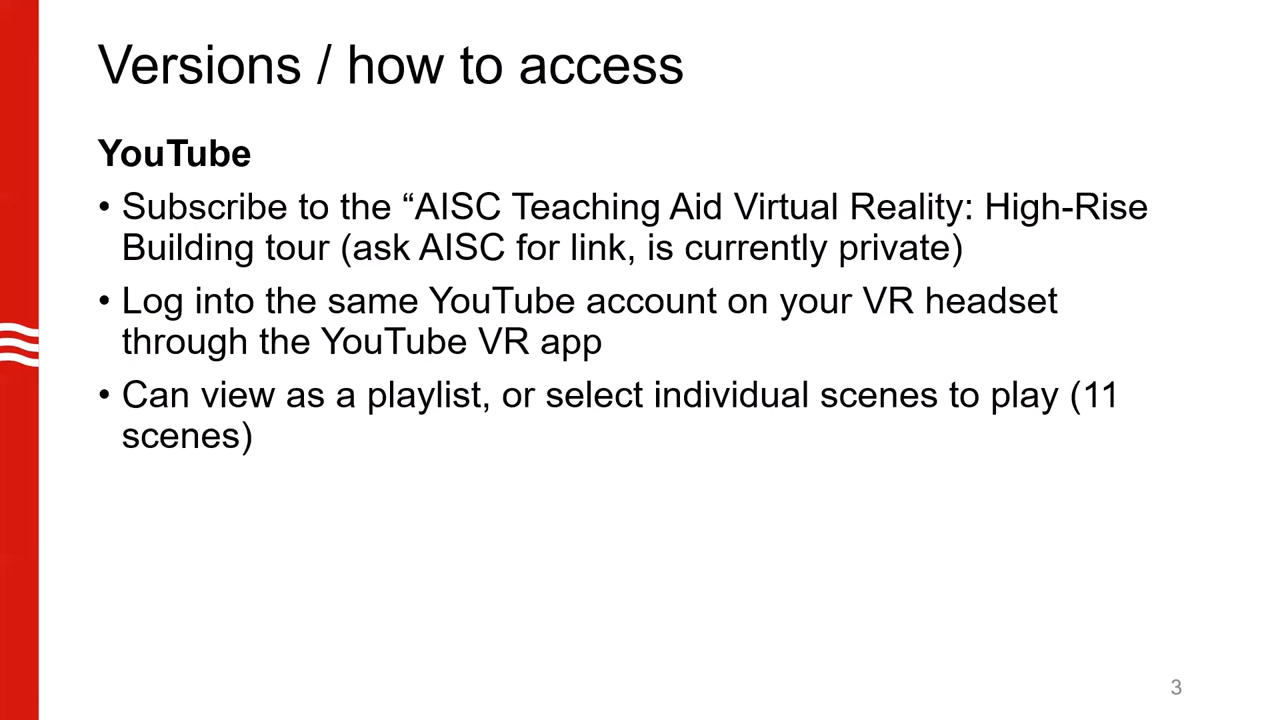 Versions / how to access
YouTube
• Subscribe to the “AISC Teaching Aid Virtual Reality: High-Rise
Building tour (ask AISC for link, is currently private)
• Log into the same YouTube account on your VR headset
through the YouTube VR app
• Can view as a playlist, or select individual scenes to play (11
scenes)
3